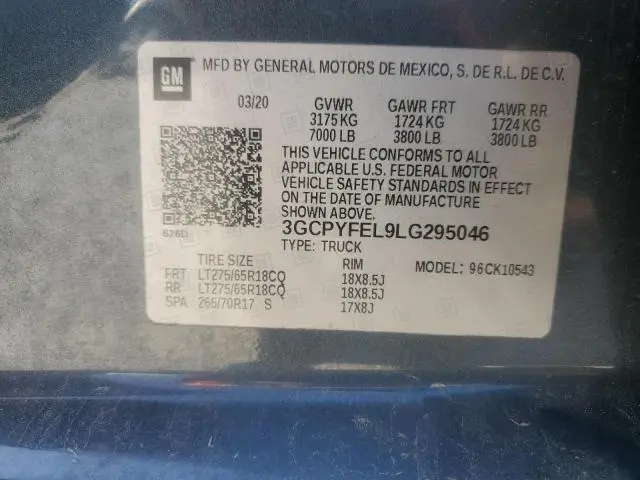 GM
MFD BY GENERAL MOTORS DE MEXICO, S. DE R.L. DE C.V.
03/20 GVWR GAWR FRT GAWR RR
3175 KG 1724 KG 1724 KG
7000 LB 3800 LB 3800 LB
THIS VEHICLE CONFORMS TO ALL
APPLICABLE U.S. FEDERAL MOTOR
VEHICLE SAFETY STANDARDS IN EFFECT
ON THE DATE OF MANUFACTURE
SHOWN ABOVE.
3GCPYFEL9LG295046
TYPE: TRUCK
TIRE SIZE RIM MODEL: 96CK10543
FRT LT275/65R18CQ 18X8.5J
RR LT275/65R18CQ 18X8.5J
SPA 265/70R17 S 17X8J